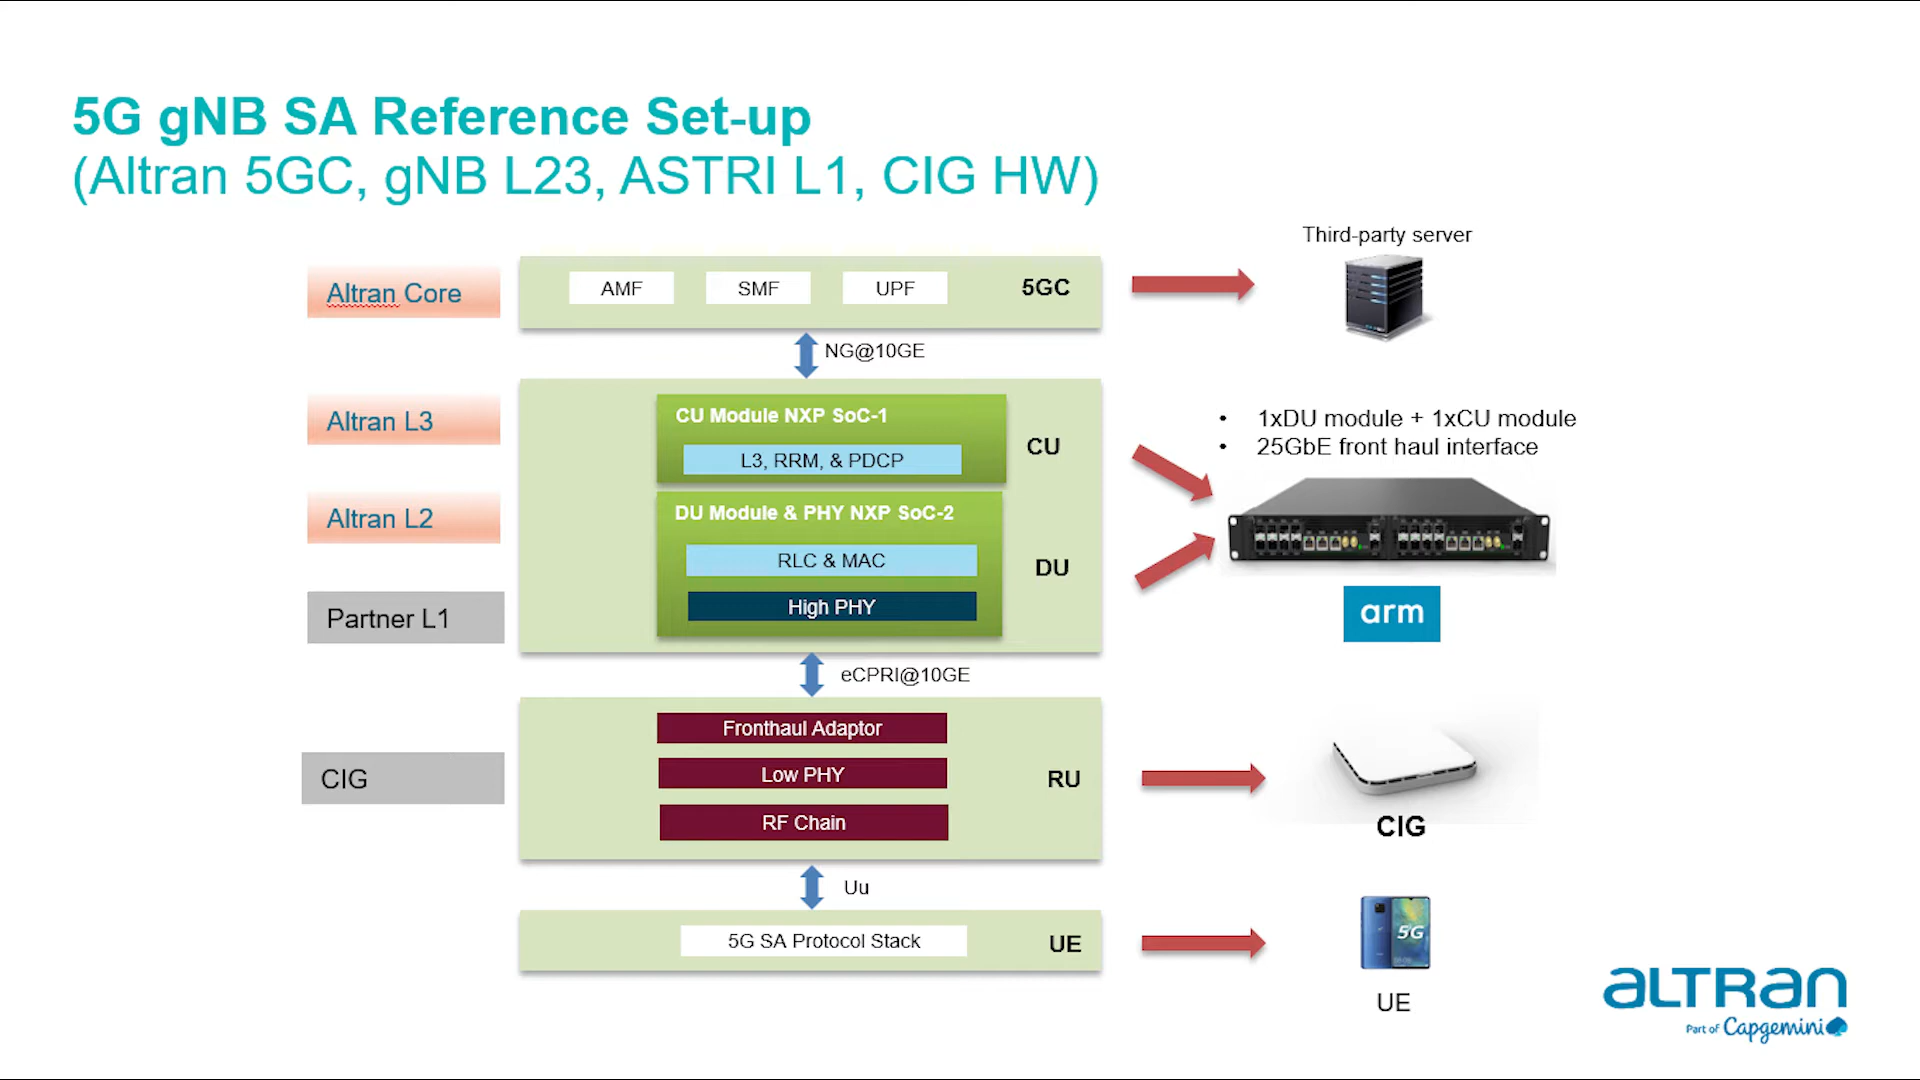 5G gNB SA Reference Set-up
(Altran 5GC, gNB L23, ASTRI L1, CIG HW)
Third-party server
Altran Core
AMF
SMF
UPF
5GC
NG@10GE
Altran L3
CU Module NXP SoC-1
L3, RRM, & PDCP
CU
• 1xDU module + 1xCU module
• 25GbE front haul interface
Altran L2
DU Module & PHY NXP SoC-2
RLC & MAC
DU
High PHY
Partner L1
arm
eCPRI@10GE
Fronthaul Adaptor
Low PHY
RF Chain
CIG
RU
CIG
Uu
5G SA Protocol Stack
UE
5G
UE
ALTRAN
Part of Capgemini